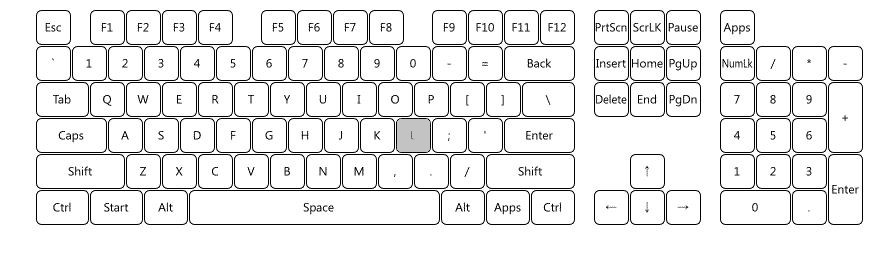 Esc F1 F2 F3 F4 F5 F6 F7 F8 F9 F10 F11 F12 PrtScn ScrLK Pause Apps
` 1 2 3 4 5 6 7 8 9 0 - = Back Insert Home PgUp NumLk / * -
Tab Q W E R T Y U I O P [ ] \ Delete End PgDn 7 8 9 +
Caps A S D F G H J K l ; ' Enter 4 5 6
Shift Z X C V B N M , . / Shift ↑ 1 2 3 Enter
Ctrl Start Alt Space Alt Apps Ctrl ← ↓ → 0 .